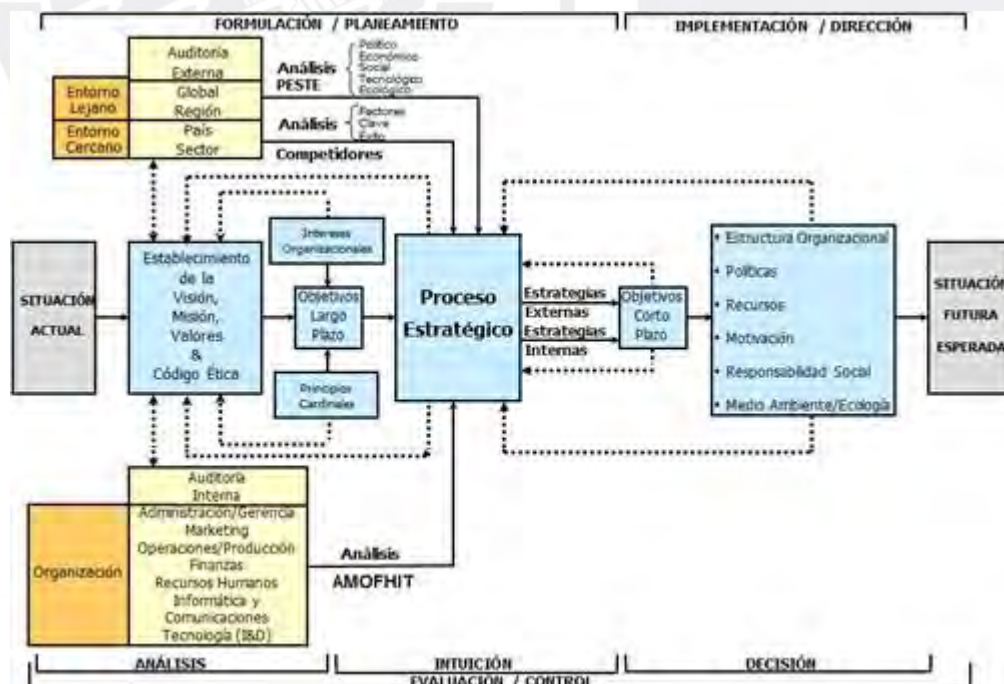 FORMULACIÓN / PLANEAMIENTO
IMPLEMENTACIÓN / DIRECCIÓN
Auditoría
Externa
Global
Región
País
Sector
Entorno
Lejano
Entorno
Cercano
Análisis
PESTE
Político
Económico
Social
Tecnológico
Ecológico
Análisis
Competidores
Factores
Clave
Éxito
SITUACIÓN
ACTUAL
Establecimiento
de la
Visión,
Misión,
Valores
&
Código Ética
Intereses
Organizacionales
Objetivos
Largo
Plazo
Principios
Cardinales
Proceso
Estratégico
Estrategias
Externas
Estrategias
Internas
Objetivos
Corto
Plazo
• Estructura Organizacional
• Políticas
• Recursos
• Motivación
• Responsabilidad Social
• Medio Ambiente/Ecología
SITUACIÓN
FUTURA
ESPERADA
Auditoría
Interna
Organización
Administración/Gerencia
Marketing
Operaciones/Producción
Finanzas
Recursos Humanos
Informática y
Comunicaciones
Tecnología (I&D)
Análisis
AMOFHIT
ANÁLISIS
INTUICIÓN
DECISIÓN
EVALUACIÓN / CONTROL